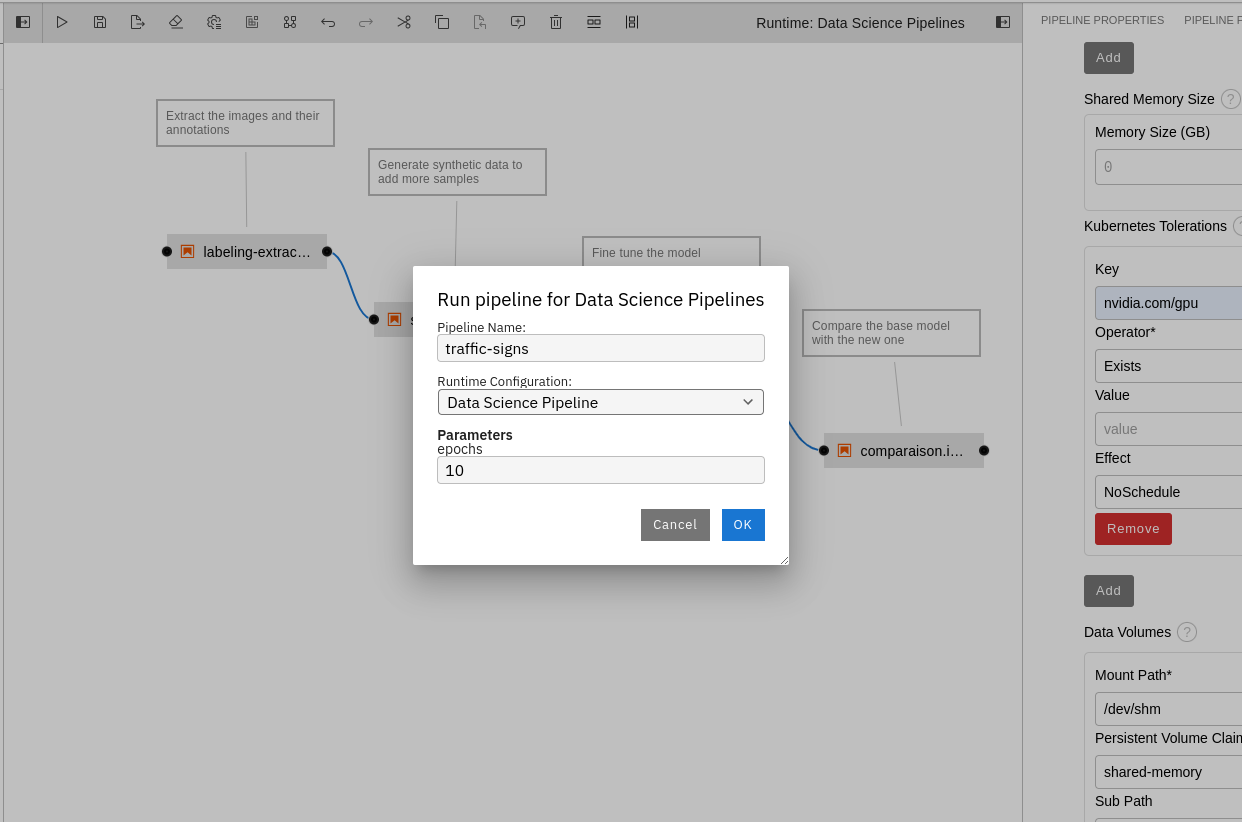 Runtime: Data Science Pipelines
PIPELINE PROPERTIES
PIPELINE
Extract the images and their
annotations
Generate synthetic data to
add more samples
Fine tune the model
Compare the base model
with the new one
labeling-extrac...
comparaison.i...
Run pipeline for Data Science Pipelines
Pipeline Name:
traffic-signs
Runtime Configuration:
Data Science Pipeline
Parameters
epochs
10
Cancel
OK
Add
Shared Memory Size ?
Memory Size (GB)
0
Kubernetes Tolerations
Key
nvidia.com/gpu
Operator*
Exists
Value
value
Effect
NoSchedule
Remove
Add
Data Volumes ?
Mount Path*
/dev/shm
Persistent Volume Claim
shared-memory
Sub Path